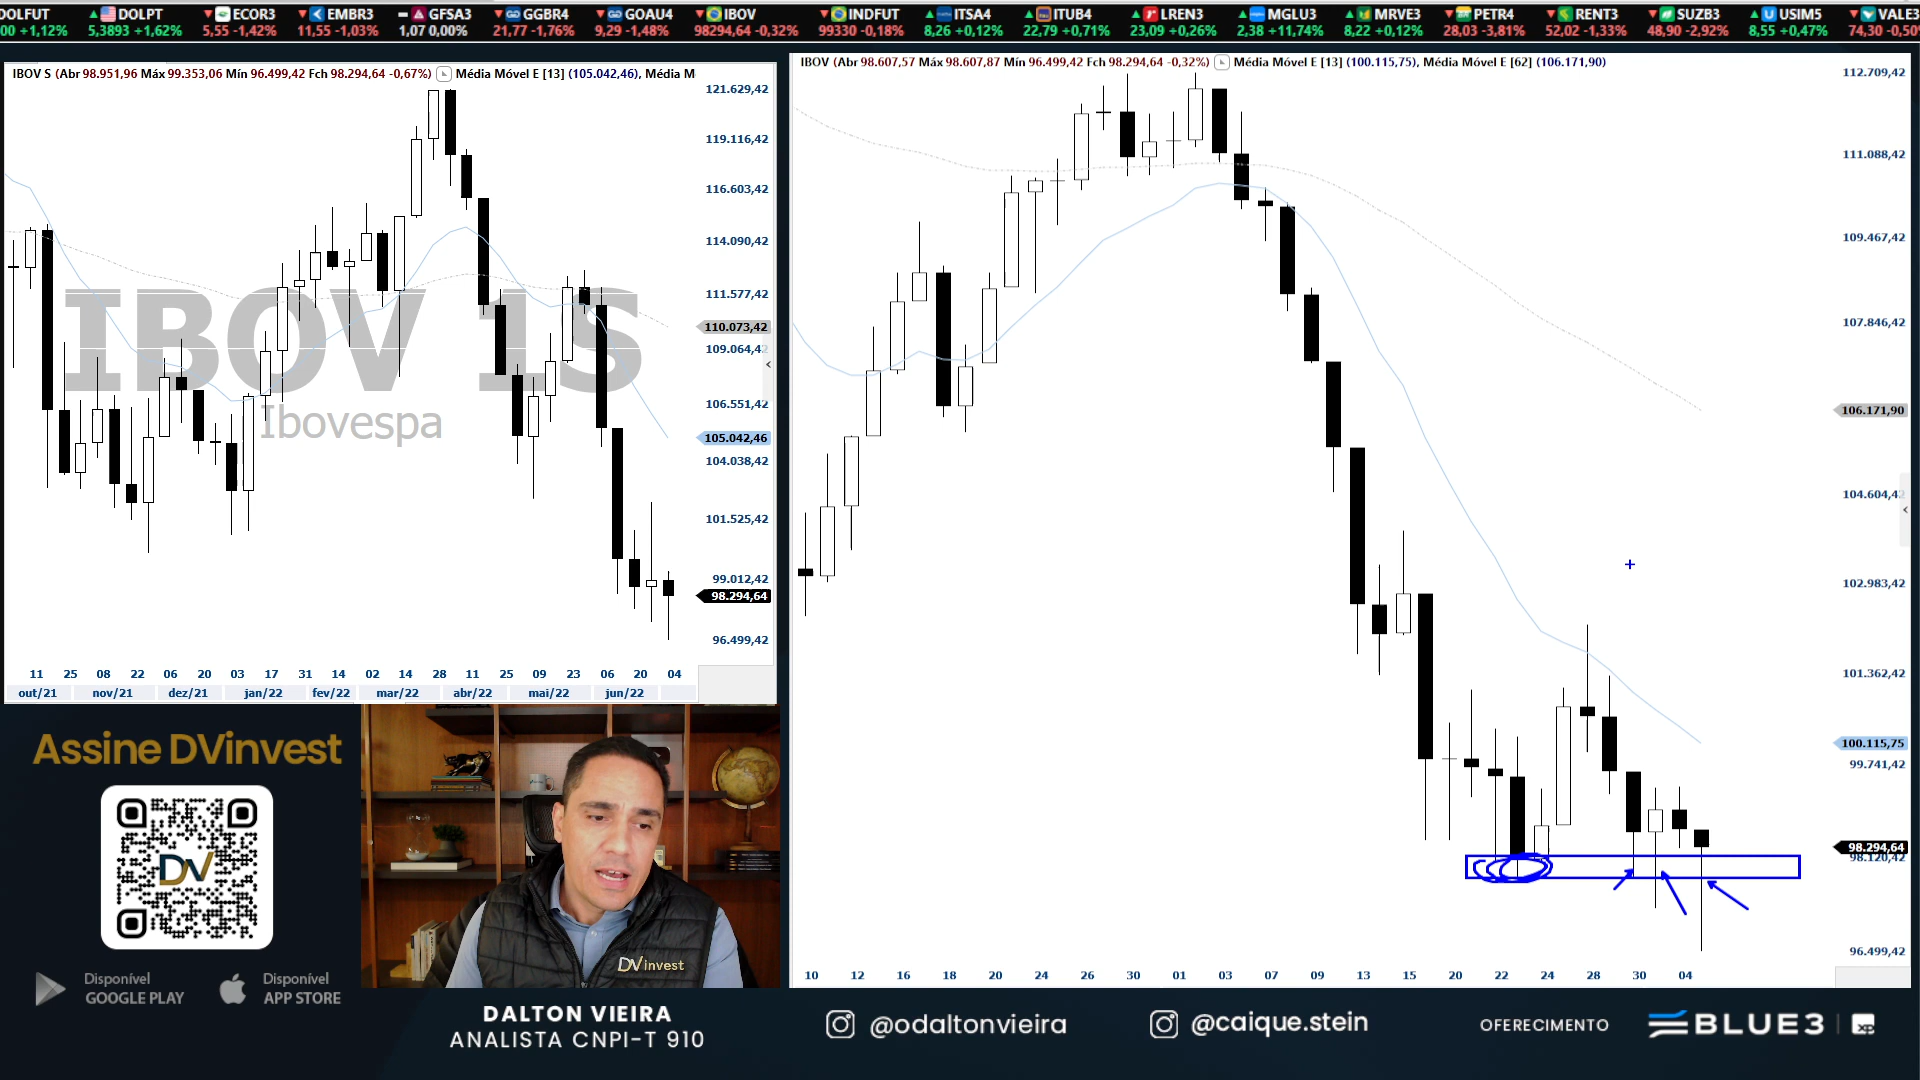 DOLFUT DOLPT ECOR3 EMBR3 GFSA3 GGBR4 GOAU4 IBOV INDFUT ITSA4 ITUB4 LREN3 MGLU3 MRVE3 PETR4 RENT3 SUZB3 USIM5 VALE3
00 +1,12% 5,3893 +1,62% 5,55 -1,42% 11,55 -1,03% 1,07 0,00% 21,77 -1,76% 9,29 -1,48% 98294,64 -0,32% 99330 -0,18% 8,26 +0,12% 22,79 +0,71% 23,09 +0,26% 2,38 +11,74% 8,22 +0,12% 28,03 -3,81% 52,02 -1,33% 48,90 -2,92% 8,55 +0,47% 74,30 -0,50
IBOV S (Abr 98.951,96 Máx 99.353,06 Mín 96.499,42 Fch 98.294,64 -0,67%) Média Móvel E [13] (105.042,46), Média M
121.629,42
119.116,42
116.603,42
114.090,42
111.577,42
110.073,42
109.064,42
106.551,42
105.042,46
104.038,42
101.525,42
99.012,42
98.294,64
96.499,42
IBOV 1S
Ibovespa
11 25 08 22 06 20 03 17 31 14 02 14 28 11 25 09 23 06 20 04
out/21 nov/21 dez/21 jan/22 fev/22 mar/22 abr/22 mai/22 jun/22
IBOV (Abr 98.607,57 Máx 98.607,87 Mín 96.499,42 Fch 98.294,64 -0,32%) Média Móvel E [13] (100.115,75), Média Móvel E [62] (106.171,90)
112.709,42
111.088,42
109.467,42
107.846,42
106.171,90
104.604,42
102.983,42
101.362,42
100.115,75
99.741,42
98.294,64
98.120,42
96.499,42
10 12 16 18 20 24 26 30 01 03 07 09 13 15 20 22 24 28 30 04
Assine DVinvest
DV
Disponível
GOOGLE PLAY
Disponível
APP STORE
DVinvest
DALTON VIEIRA
ANALISTA CNPI-T 910
@odaltonvieira
@caique.stein
OFERECIMENTO
BLUE3
xp